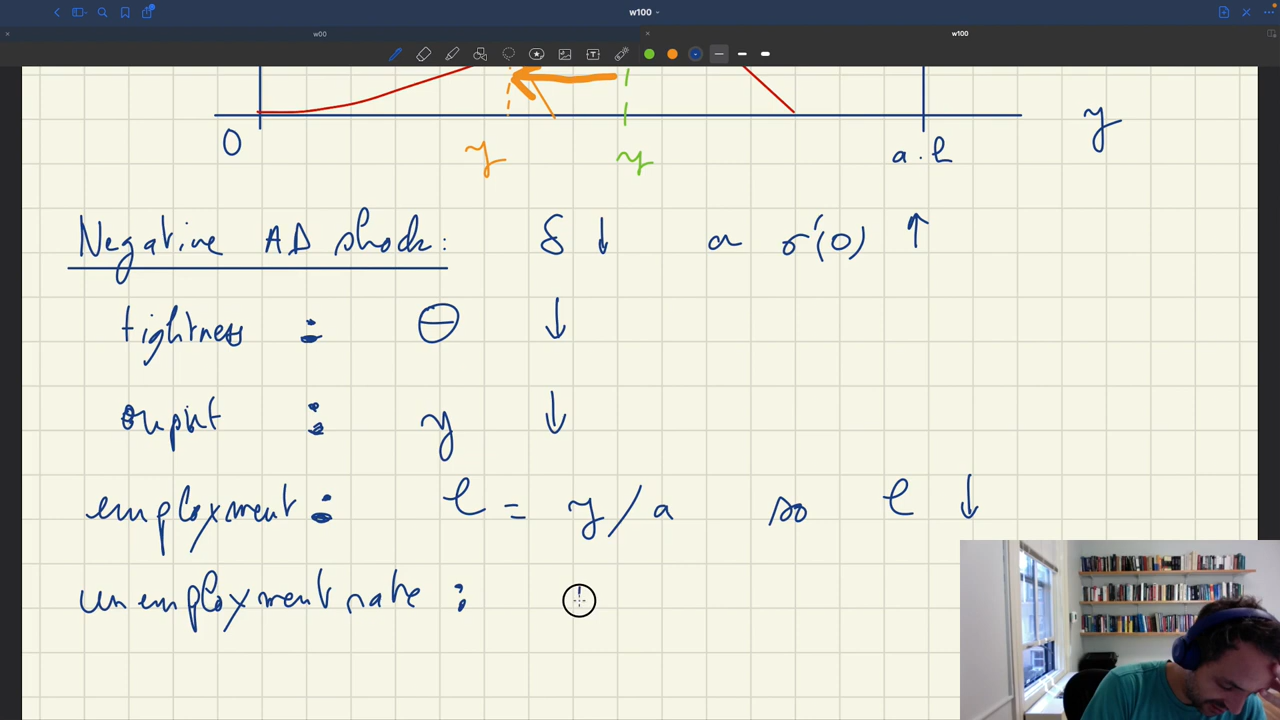 w100
w00
w100
0
y
y
a.h
y
Negative AD shock: δ ↓ or σ'(0) ↑
tightness : θ ↓
output : y ↓
employment : l = y/a so l ↓
unemployment rate :